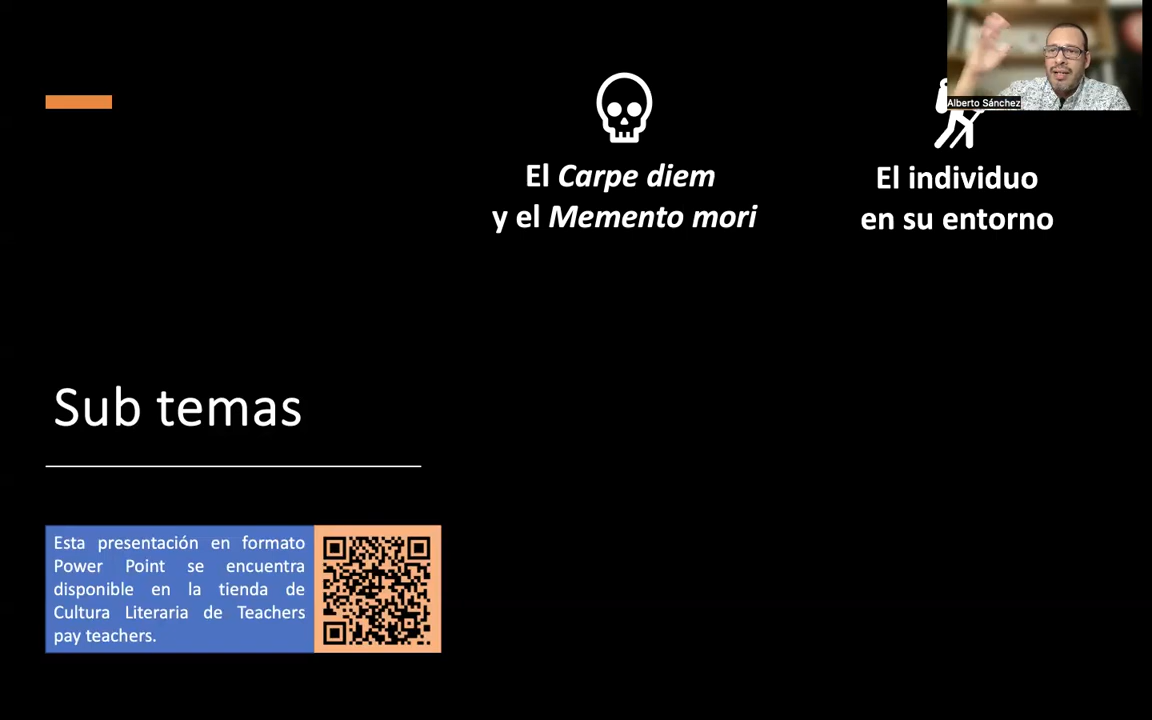 Alberto Sánchez
El Carpe diem
y el Memento mori
El individuo
en su entorno
Sub temas
Esta presentación en formato
Power Point se encuentra
disponible en la tienda de
Cultura Literaria de Teachers
pay teachers.